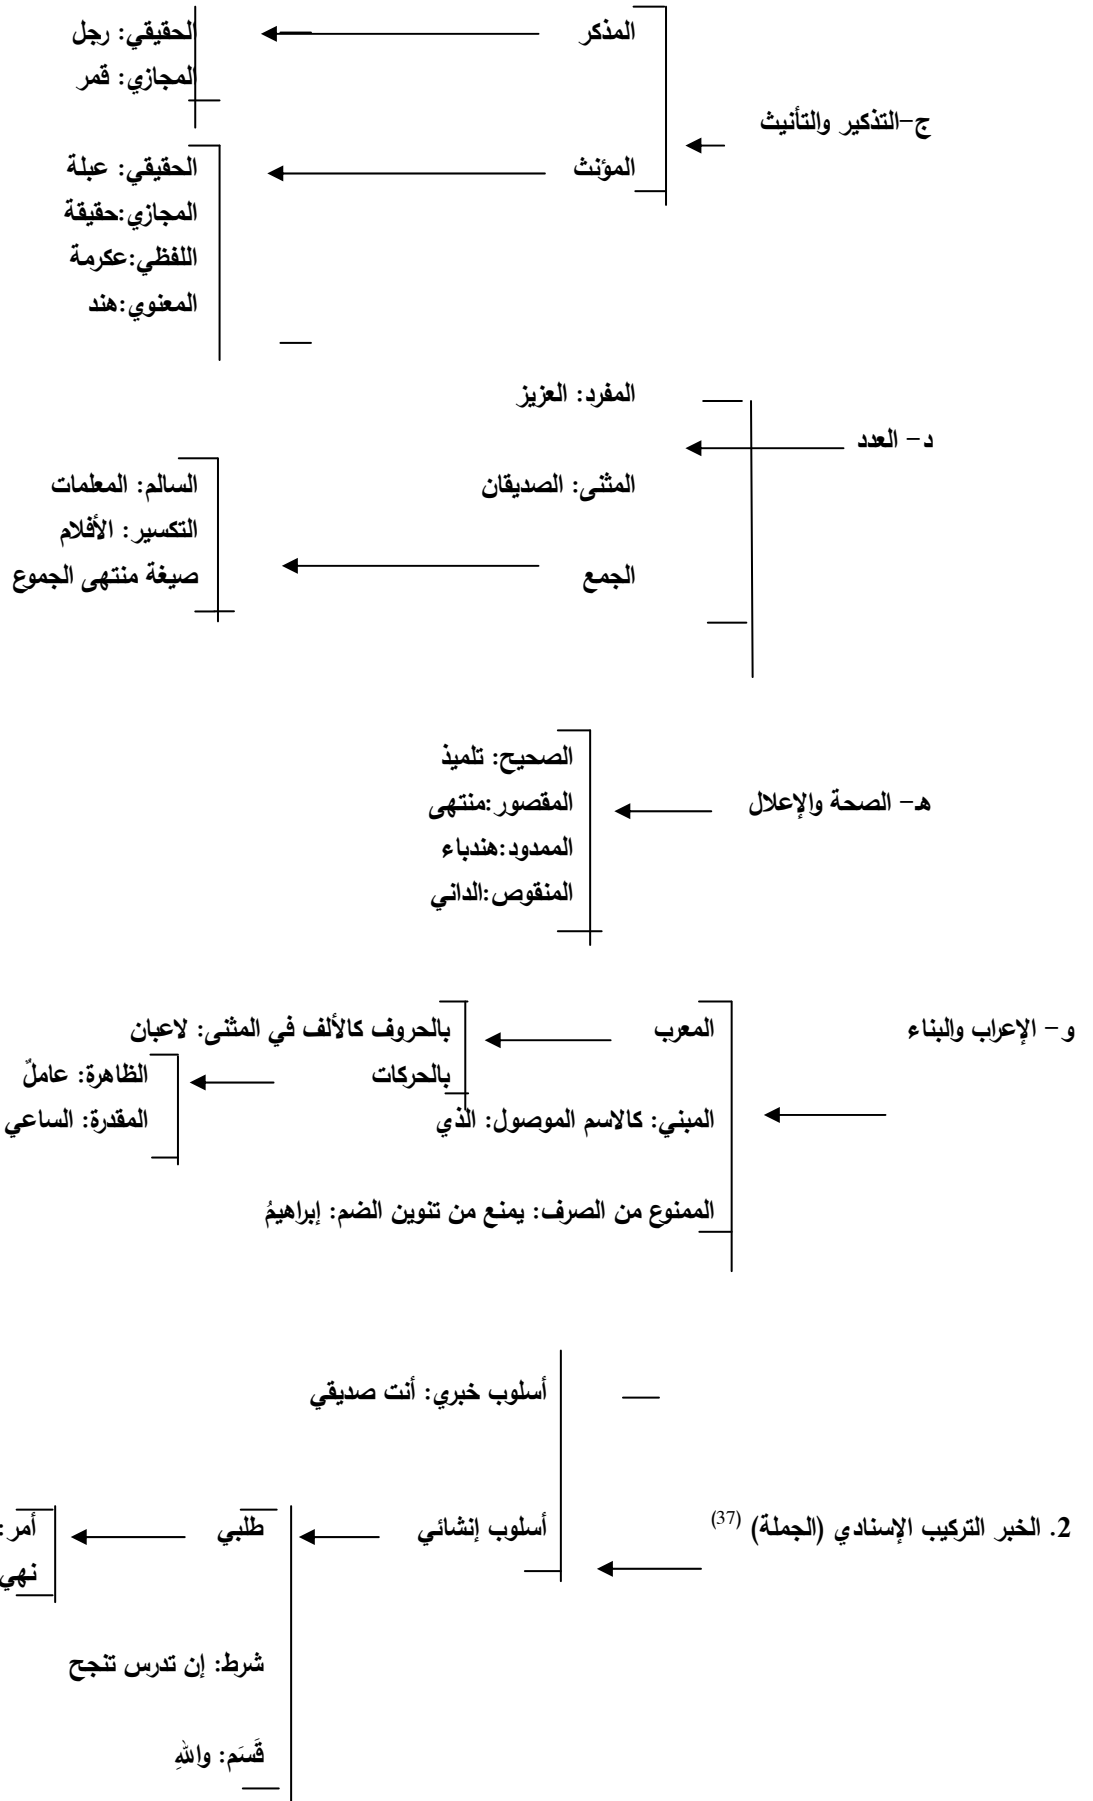 المذكر الحقيقي: رجل
المجازي: قمر
ج-التذكير والتأنيث
المؤنث الحقيقي: عبلة
المجازي:حقيقة
اللفظي:عكرمة
المعنوي:هند
المفرد: العزيز
د- العدد
المثنى: الصديقان السالم: المعلمات
التكسير: الأفلام
الجمع صيغة منتهى الجموع
الصحيح: تلميذ
هـ- الصحة والإعلال المقصور:منتهى
الممدود:هندباء
المنقوص:الداني
و- الإعراب والبناء المعرب بالحروف كالألف في المثنى: لاعبان
بالحركات الظاهرة: عاملٌ
المبني: كالاسم الموصول: الذي المقدرة: الساعي
الممنوع من الصرف: يمنع من تنوين الضم: إبراهيمُ
أسلوب خبري: أنت صديقي
2. الخبر التركيب الإسنادي (الجملة) (37) أسلوب إنشائي طلبي أمر:
نهي
شرط: إن تدرس تنجح
قَسَم: واللهِ